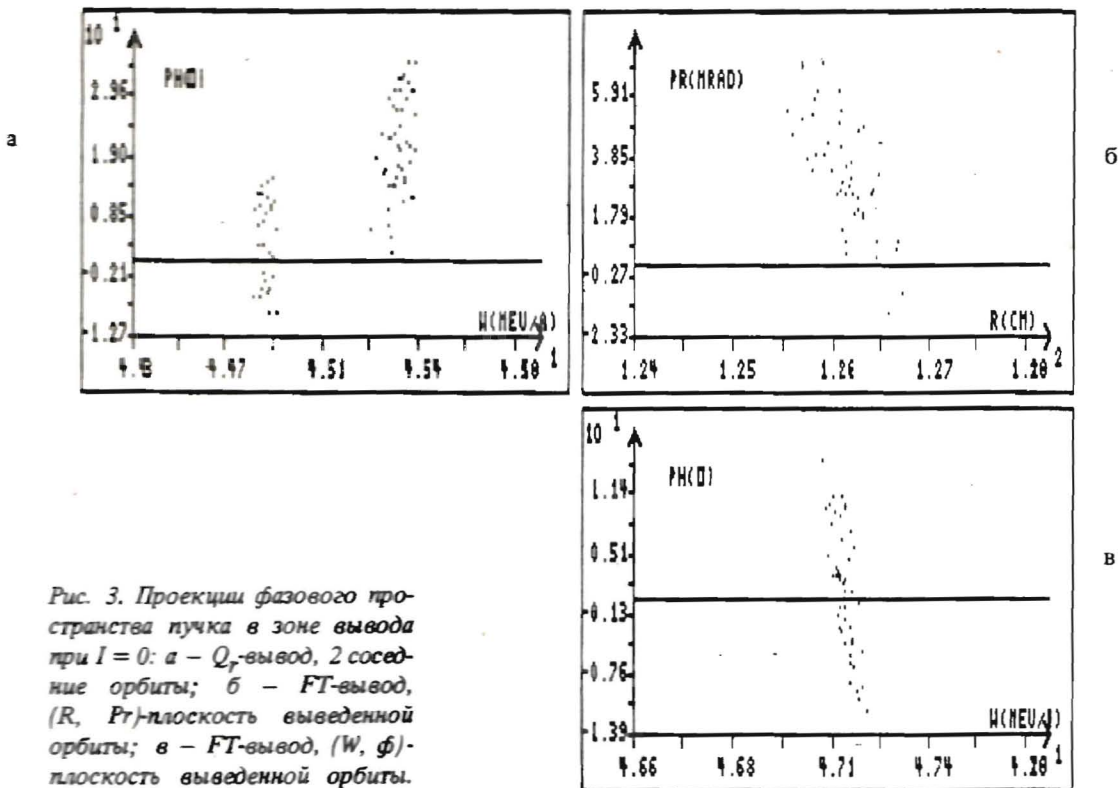 10 1
PH(
2.96
1.90
0.85
-0.21
-1.27
W(MEV/A)
4.43 4.47 4.51 4.54 4.58 1
а
PR(MRAD)
5.91
3.85
1.79
-0.27
-2.33
R(CM)
1.24 1.25 1.26 1.27 1.28 2
б
10 1
PH(
1.14
0.51
-0.13
-0.76
-1.39
4.66 4.68 4.71 4.74 1
в
Рис. 3. Проекции фазового про-
странства пучка в зоне вывода
при I = 0: а – Qr-вывод, 2 сосед-
ние орбиты; б – FT-вывод,
(R, Pr)-плоскость выведенной
орбиты; в – FT-вывод, (W, ф)-
плоскость выведенной орбиты.